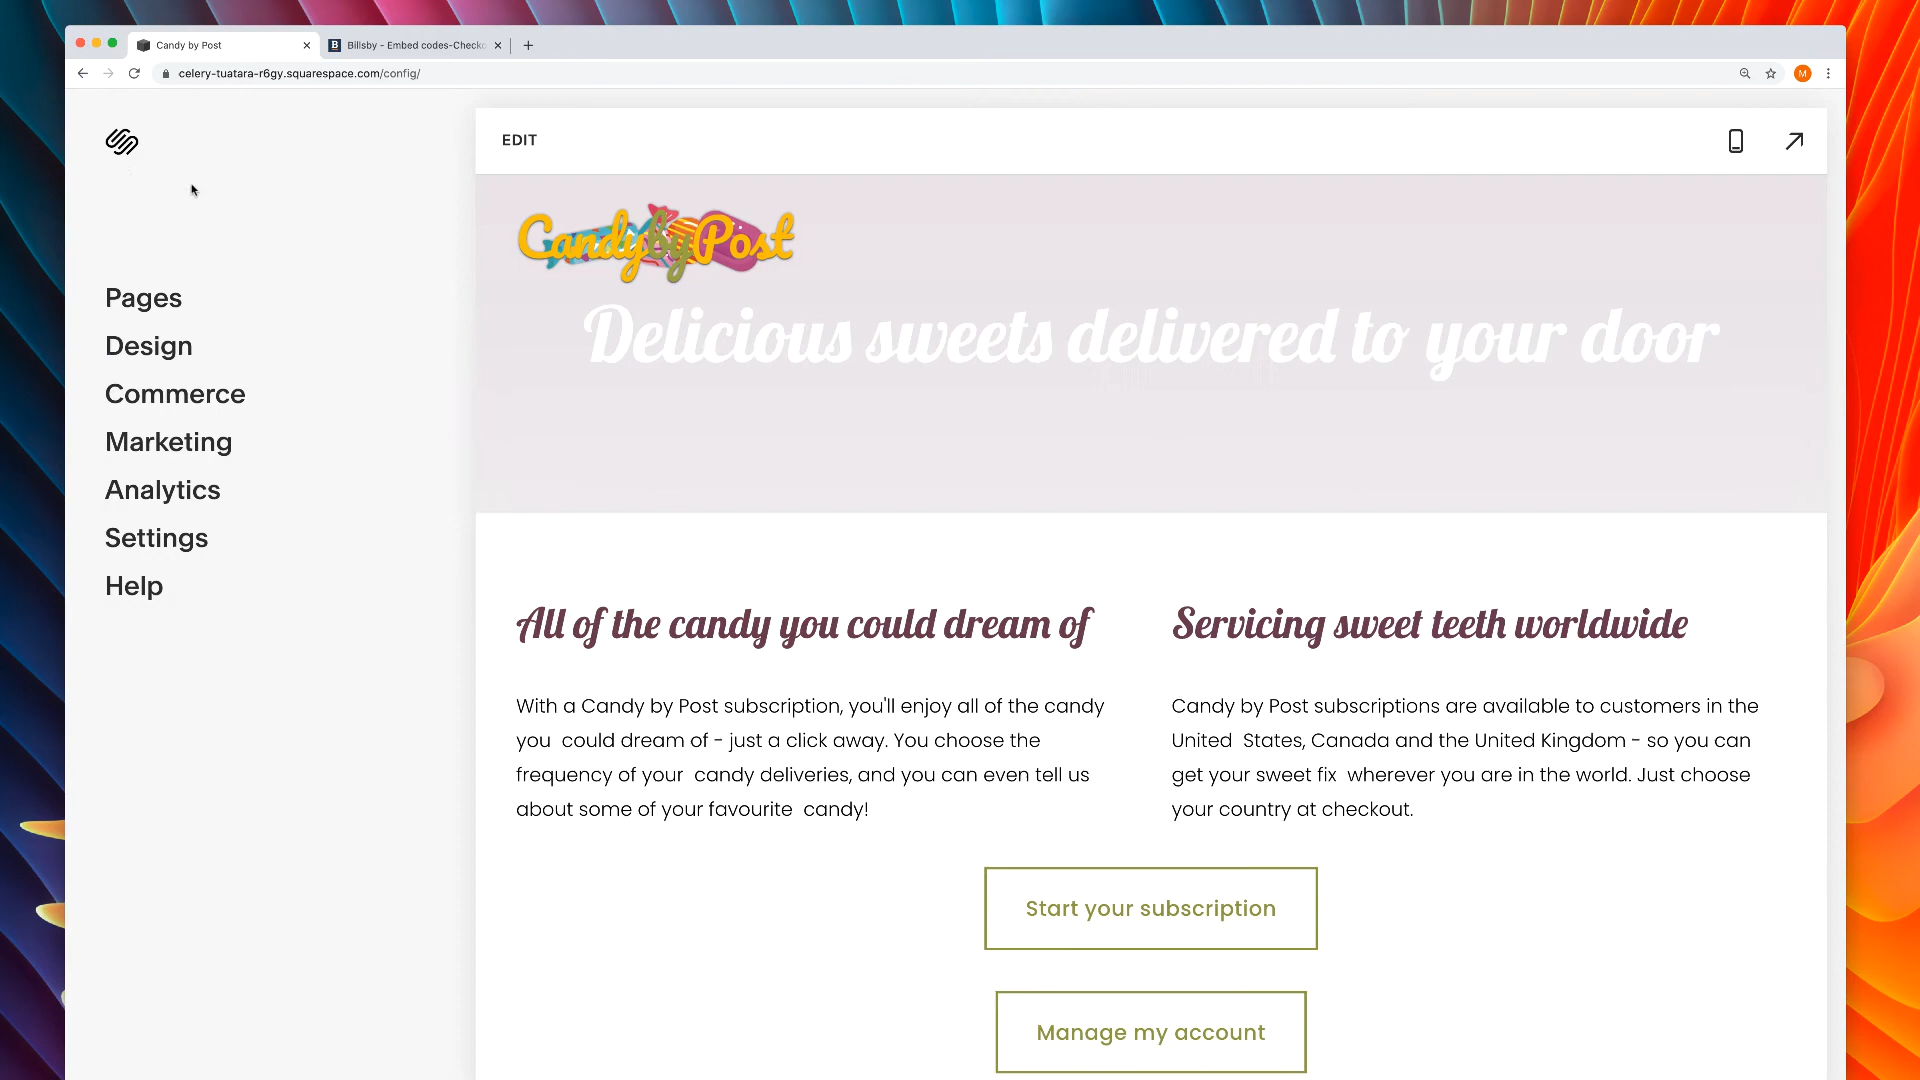 Candy by Post
Billsby - Embed codes-Checko
celery-tuatara-r6gy.squarespace.com/config/
M
EDIT
Candy by Post
Delicious sweets delivered to your door
Pages
Design
Commerce
Marketing
Analytics
Settings
Help
All of the candy you could dream of
With a Candy by Post subscription, you'll enjoy all of the candy
you could dream of - just a click away. You choose the
frequency of your candy deliveries, and you can even tell us
about some of your favourite candy!
Servicing sweet teeth worldwide
Candy by Post subscriptions are available to customers in the
United States, Canada and the United Kingdom - so you can
get your sweet fix wherever you are in the world. Just choose
your country at checkout.
Start your subscription
Manage my account